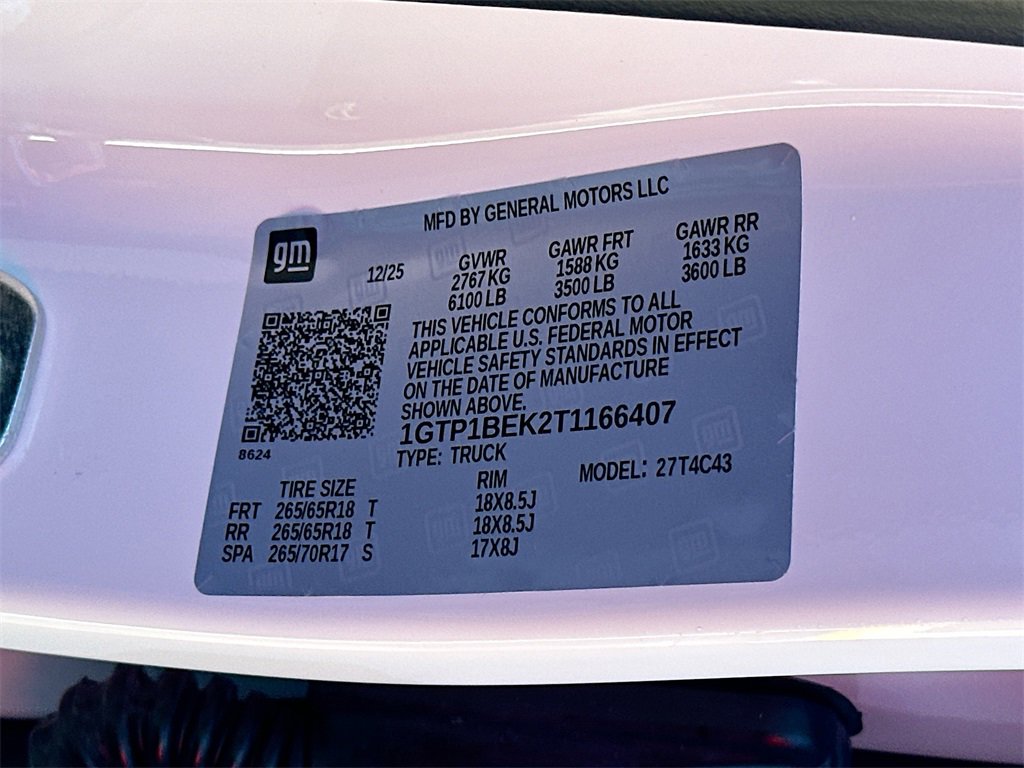 MFD BY GENERAL MOTORS LLC
gm
12/25
GVWR GAWR FRT GAWR RR
2767 KG 1588 KG 1633 KG
6100 LB 3500 LB 3600 LB
THIS VEHICLE CONFORMS TO ALL
APPLICABLE U.S. FEDERAL MOTOR
VEHICLE SAFETY STANDARDS IN EFFECT
ON THE DATE OF MANUFACTURE
SHOWN ABOVE.
1GTP1BEK2T1166407
8624
TYPE: TRUCK MODEL: 27T4C43
TIRE SIZE RIM
FRT 265/65R18 T 18X8.5J
RR 265/65R18 T 18X8.5J
SPA 265/70R17 S 17X8J